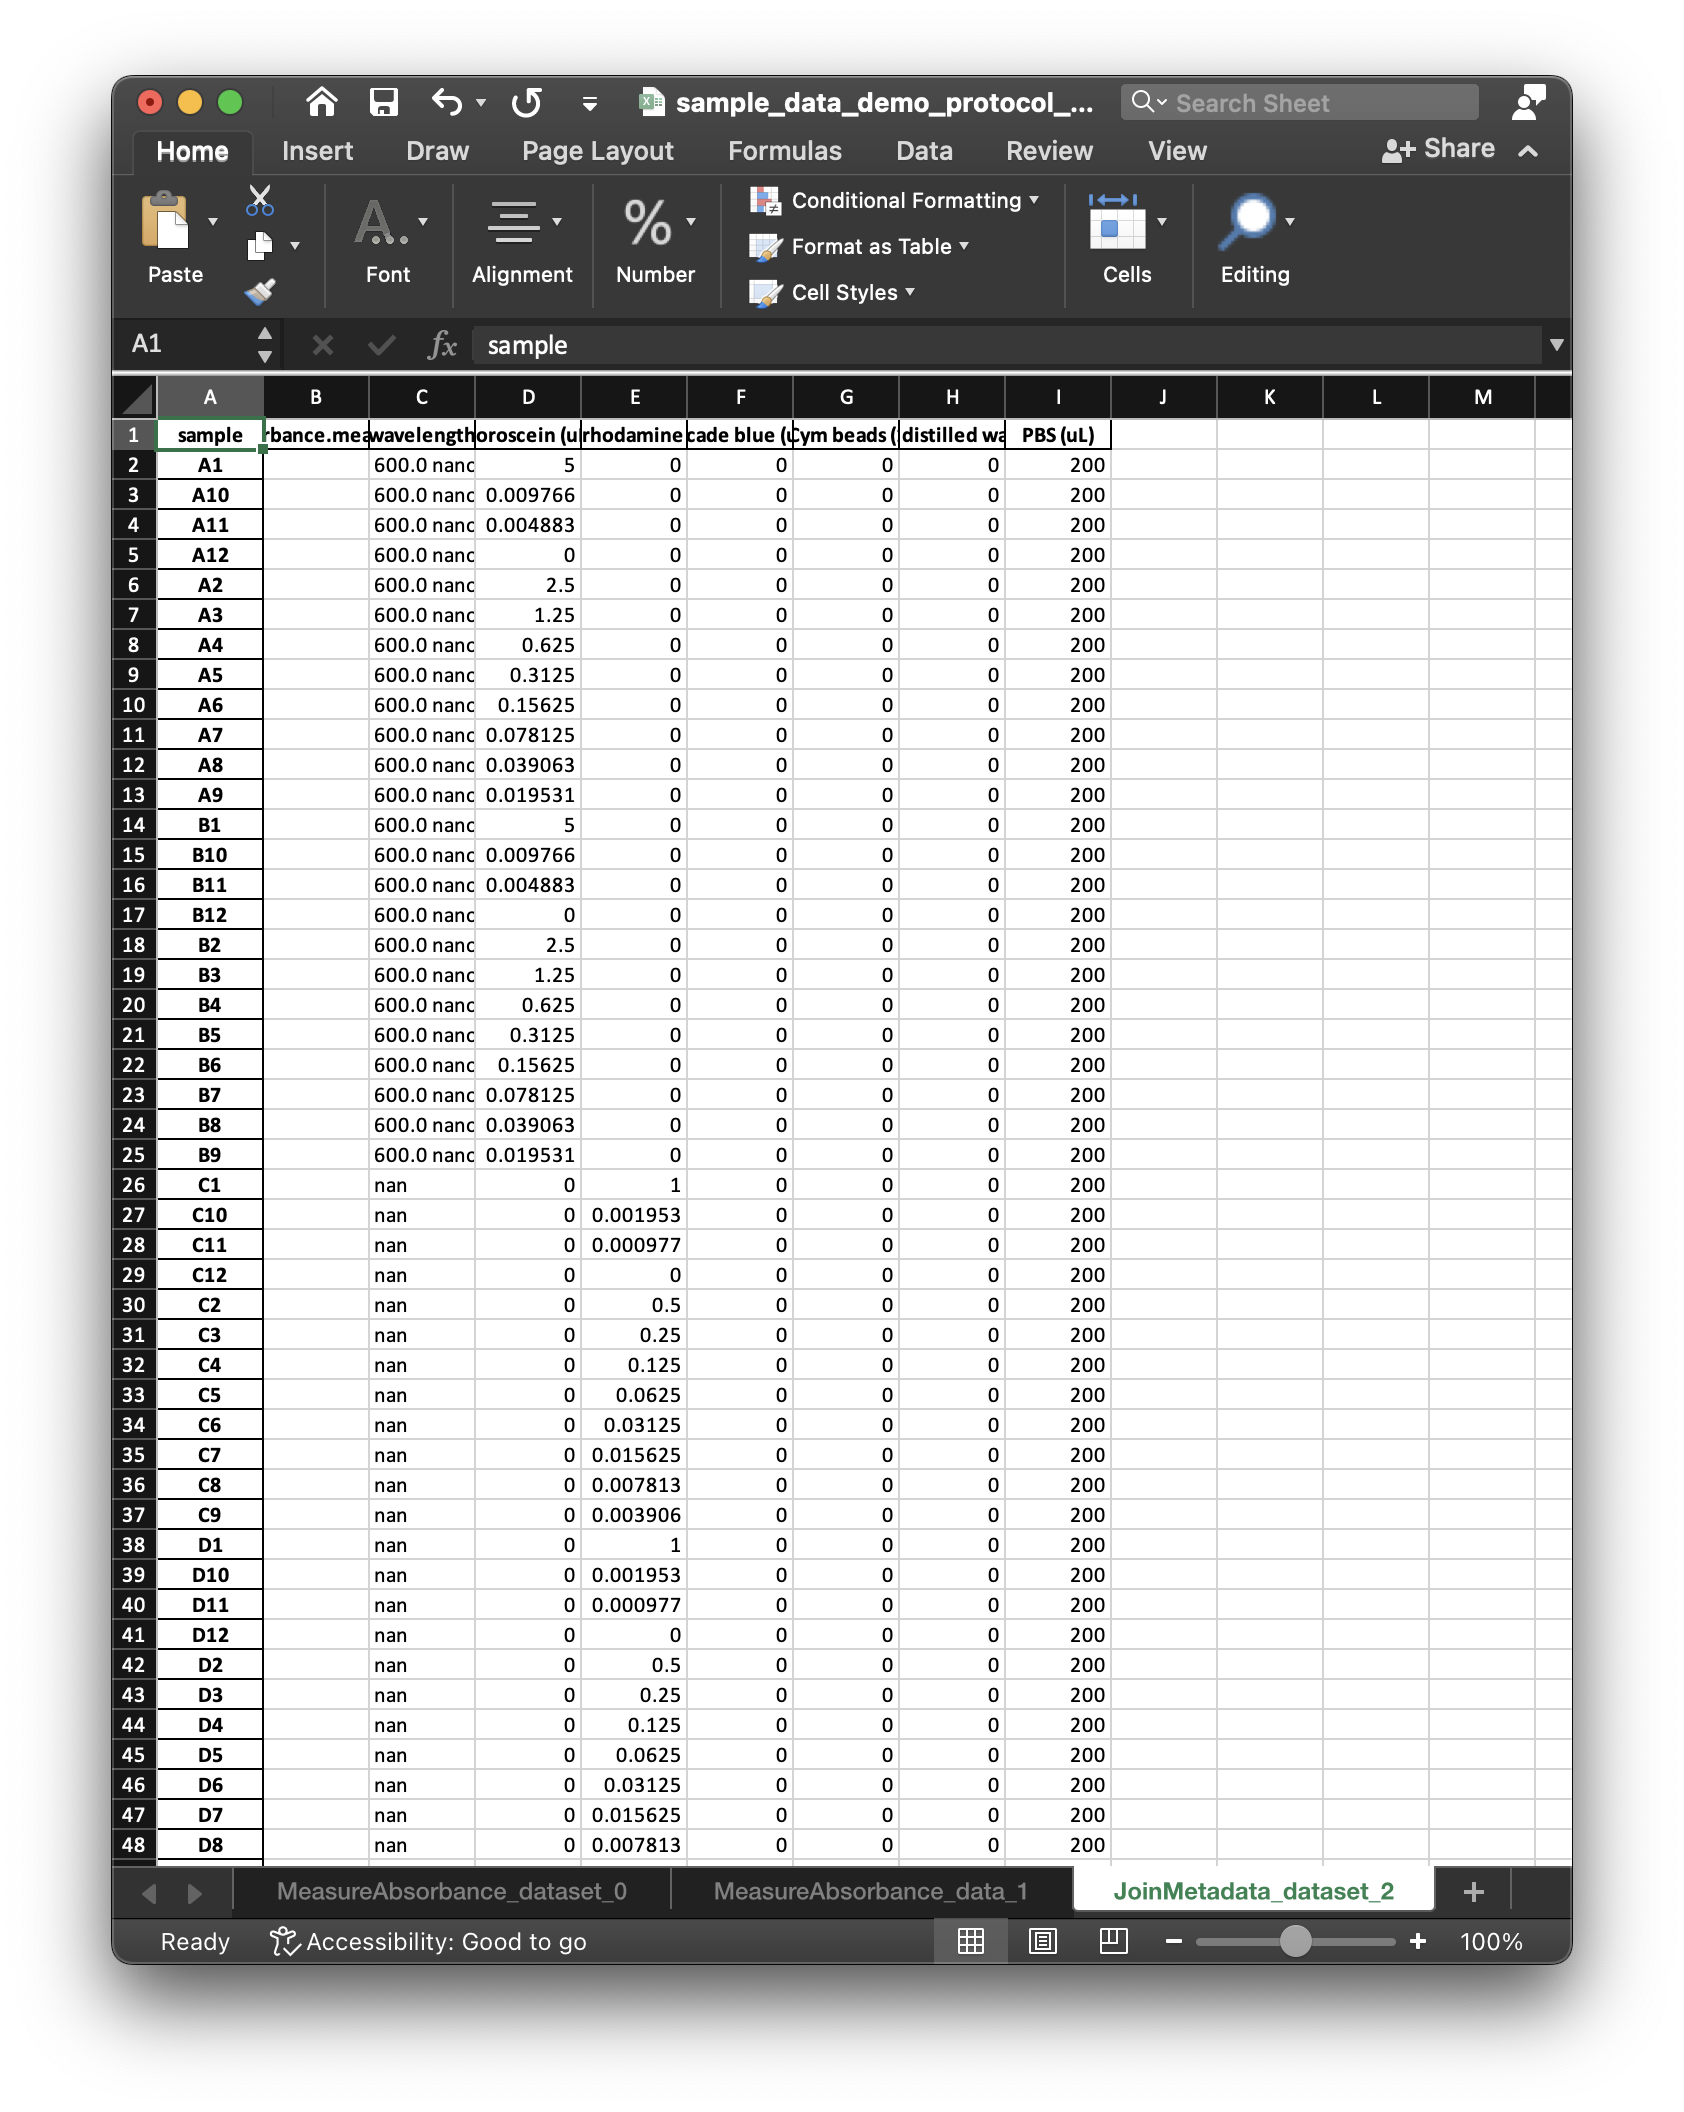 sample_data_demo_protocol_...
Search Sheet
Home Insert Draw Page Layout Formulas Data Review View Share
Paste Font Alignment Number Conditional Formatting Format as Table Cell Styles Cells Editing
A1 fx sample
A B C D E F G H I J K L M
1 sample rbance.mea wavelength oroscein (ul rhodamine cade blue (u Cym beads (: distilled wa PBS (uL)
2 A1 600.0 nanc 5 0 0 0 0 200
3 A10 600.0 nanc 0.009766 0 0 0 0 200
4 A11 600.0 nanc 0.004883 0 0 0 0 200
5 A12 600.0 nanc 0 0 0 0 0 200
6 A2 600.0 nanc 2.5 0 0 0 0 200
7 A3 600.0 nanc 1.25 0 0 0 0 200
8 A4 600.0 nanc 0.625 0 0 0 0 200
9 A5 600.0 nanc 0.3125 0 0 0 0 200
10 A6 600.0 nanc 0.15625 0 0 0 0 200
11 A7 600.0 nanc 0.078125 0 0 0 0 200
12 A8 600.0 nanc 0.039063 0 0 0 0 200
13 A9 600.0 nanc 0.019531 0 0 0 0 200
14 B1 600.0 nanc 5 0 0 0 0 200
15 B10 600.0 nanc 0.009766 0 0 0 0 200
16 B11 600.0 nanc 0.004883 0 0 0 0 200
17 B12 600.0 nanc 0 0 0 0 0 200
18 B2 600.0 nanc 2.5 0 0 0 0 200
19 B3 600.0 nanc 1.25 0 0 0 0 200
20 B4 600.0 nanc 0.625 0 0 0 0 200
21 B5 600.0 nanc 0.3125 0 0 0 0 200
22 B6 600.0 nanc 0.15625 0 0 0 0 200
23 B7 600.0 nanc 0.078125 0 0 0 0 200
24 B8 600.0 nanc 0.039063 0 0 0 0 200
25 B9 600.0 nanc 0.019531 0 0 0 0 200
26 C1 nan 0 1 0 0 0 200
27 C10 nan 0 0.001953 0 0 0 200
28 C11 nan 0 0.000977 0 0 0 200
29 C12 nan 0 0 0 0 0 200
30 C2 nan 0 0.5 0 0 0 200
31 C3 nan 0 0.25 0 0 0 200
32 C4 nan 0 0.125 0 0 0 200
33 C5 nan 0 0.0625 0 0 0 200
34 C6 nan 0 0.03125 0 0 0 200
35 C7 nan 0 0.015625 0 0 0 200
36 C8 nan 0 0.007813 0 0 0 200
37 C9 nan 0 0.003906 0 0 0 200
38 D1 nan 0 1 0 0 0 200
39 D10 nan 0 0.001953 0 0 0 200
40 D11 nan 0 0.000977 0 0 0 200
41 D12 nan 0 0 0 0 0 200
42 D2 nan 0 0.5 0 0 0 200
43 D3 nan 0 0.25 0 0 0 200
44 D4 nan 0 0.125 0 0 0 200
45 D5 nan 0 0.0625 0 0 0 200
46 D6 nan 0 0.03125 0 0 0 200
47 D7 nan 0 0.015625 0 0 0 200
48 D8 nan 0 0.007813 0 0 0 200
MeasureAbsorbance_dataset_0 MeasureAbsorbance_data_1 JoinMetadata_dataset_2
Ready Accessibility: Good to go 100%